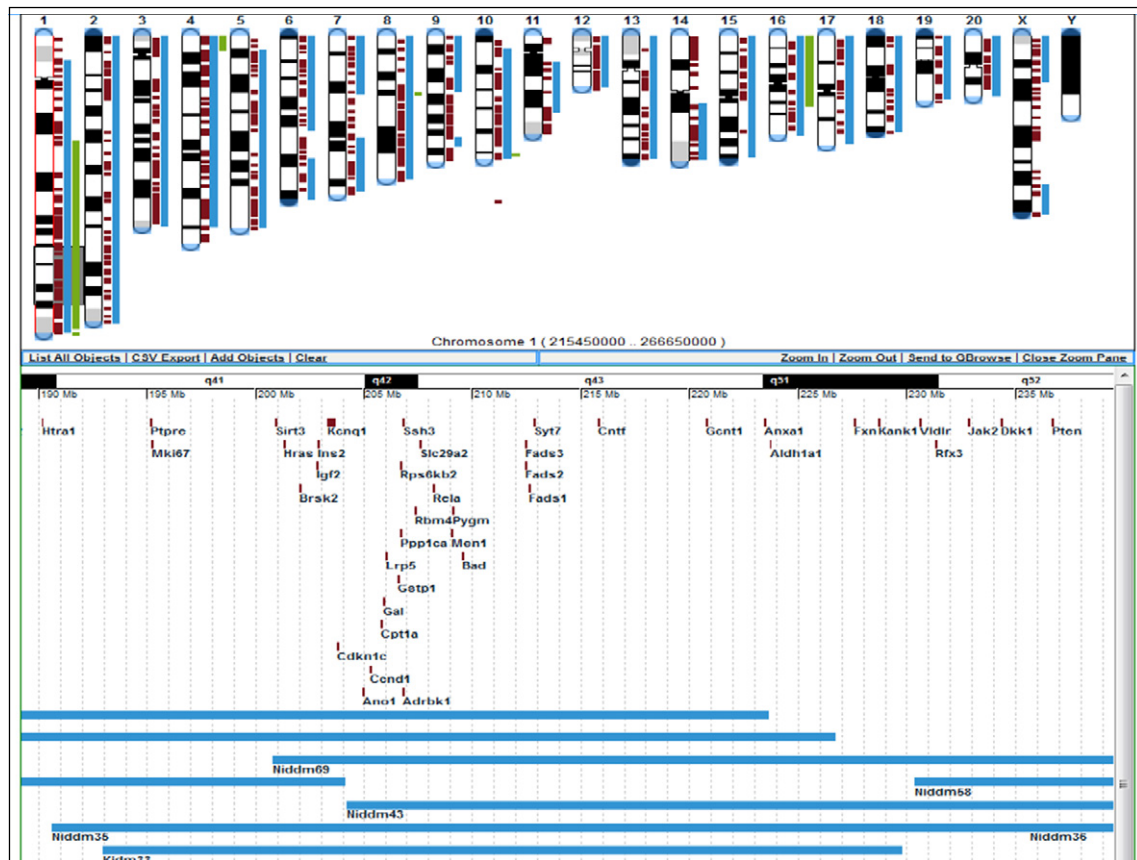 1 2 3 4 5 6 7 8 9 10 11 12 13 14 15 16 17 18 19 20 X Y
Chromosome 1 ( 215450000 .. 266650000 )
List All Objects | CSV Export | Add Objects | Clear Zoom In | Zoom Out | Send to GBrowse | Close Zoom Pane
q41 q42 q43 q51 q52
190 Mb 195 Mb 200 Mb 205 Mb 210 Mb 215 Mb 220 Mb 225 Mb 230 Mb 235 Mb
Htra1 Ptpre Sirt3 Kcnq1 Ssh3 Syt7 Cntf Gcnt1 Anxa1 Fxn Kank1 Vldlr Jak2 Dkk1 Pten
Mki67 Hras Ins2 Slc29a2 Fads3 Aldh1a1 Rfx3
Igf2 Rps6kb2 Fads2
Brsk2 Rela Fads1
Rbm4 Pygm
Ppp1ca Men1
Lrp5 Bad
Gstp1
Gal
Cpt1a
Cdkn1c
Ccnd1
Ano1 Adrbk1
Niddm69
Niddm58
Niddm43
Niddm35 Niddm36